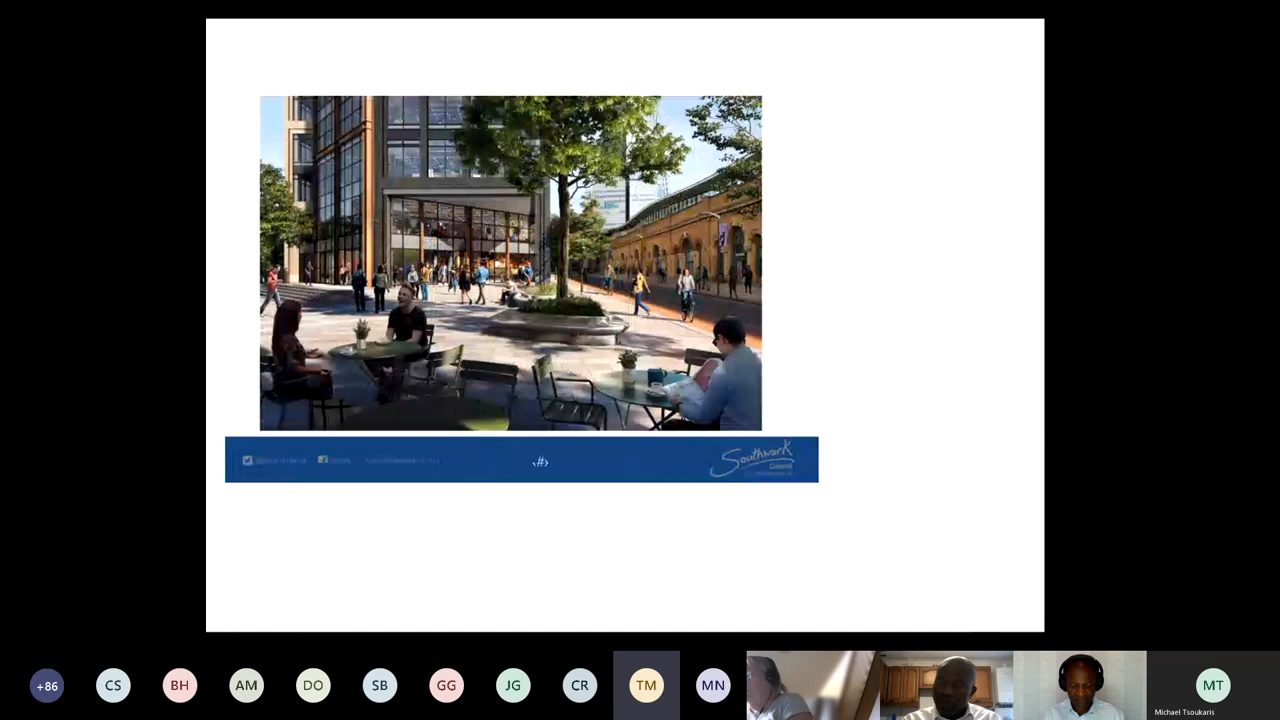 ‹#›
Southwark
Council
+86
CS
BH
AM
DO
SB
GG
JG
CR
TM
MN
MT
Michael Tsoukaris